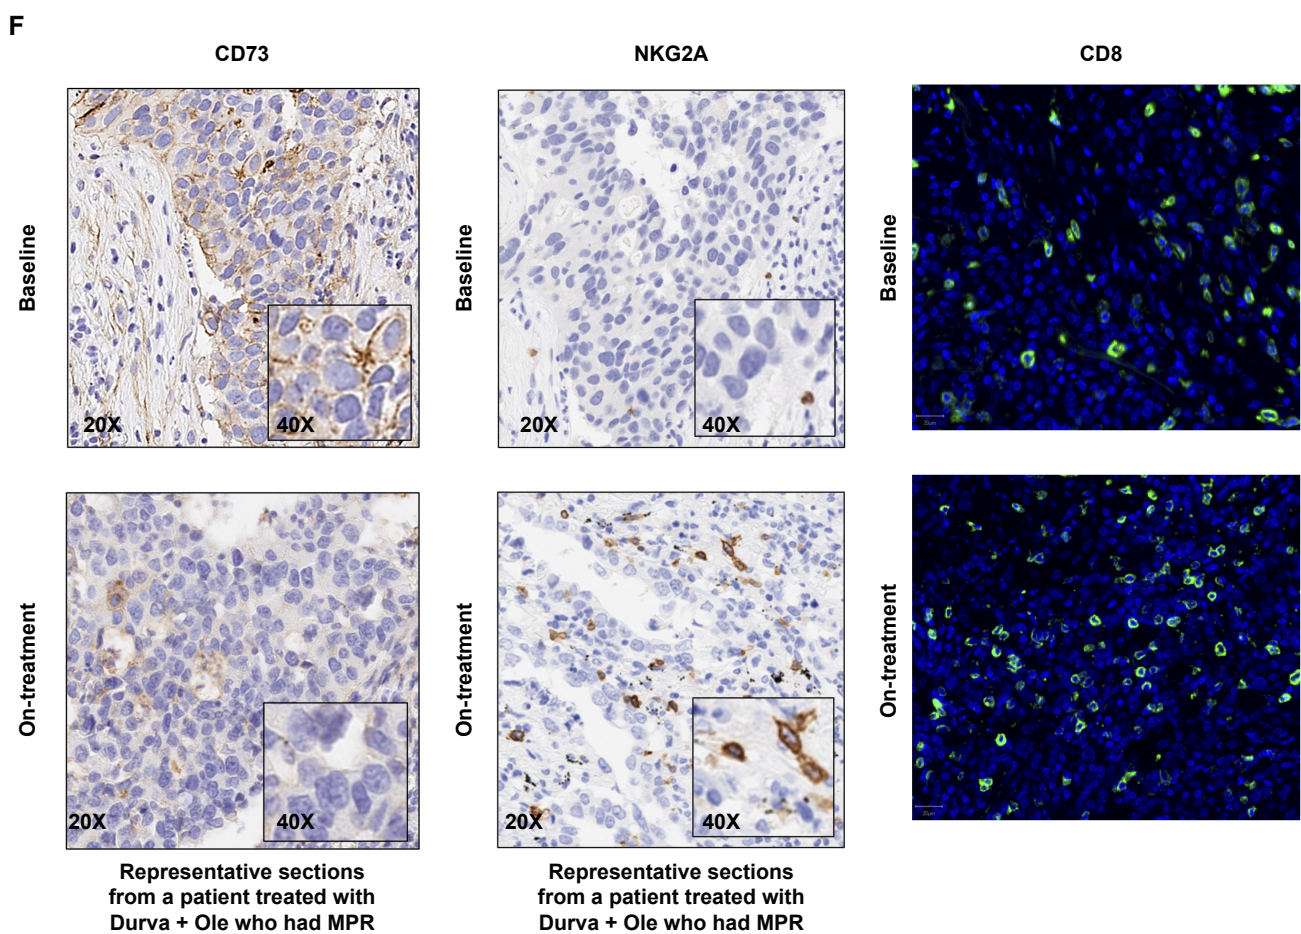 F
CD73
NKG2A
CD8
Baseline
20X
40X
Baseline
20X
40X
Baseline
20µm
On-treatment
20X
40X
On-treatment
20X
40X
On-treatment
20µm
Representative sections
from a patient treated with
Durva + Ole who had MPR
Representative sections
from a patient treated with
Durva + Ole who had MPR